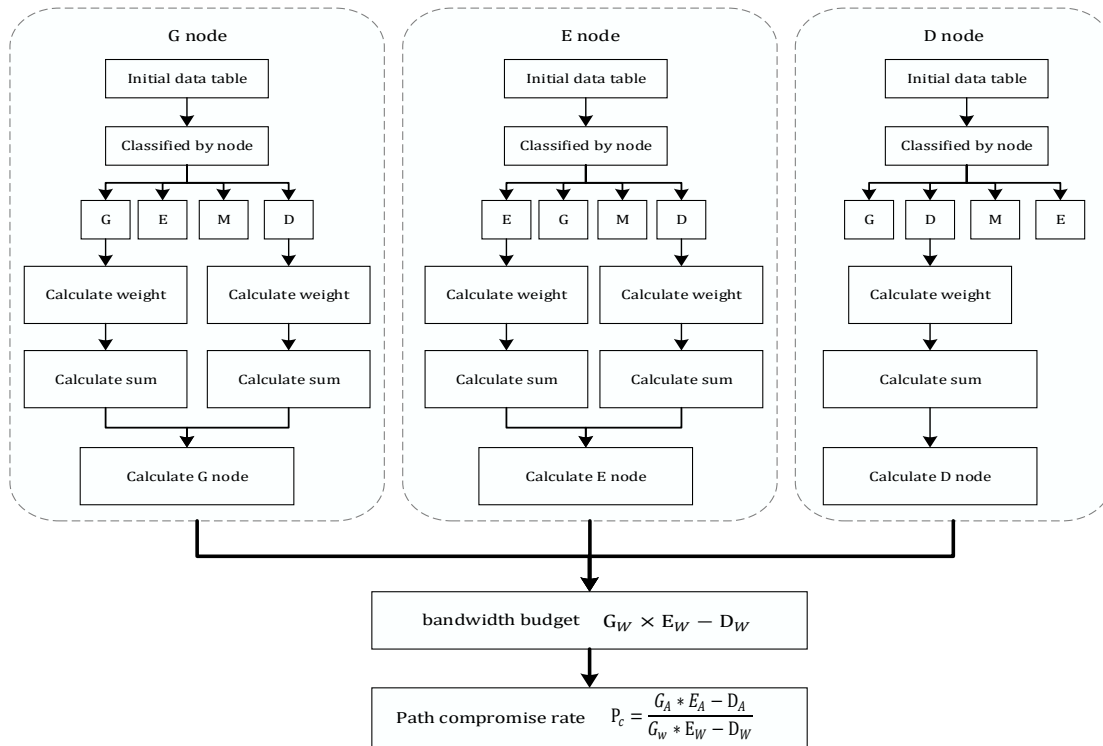 G node
Initial data table
Classified by node
G E M D
Calculate weight Calculate weight
Calculate sum Calculate sum
Calculate G node
E node
Initial data table
Classified by node
E G M D
Calculate weight Calculate weight
Calculate sum Calculate sum
Calculate E node
D node
Initial data table
Classified by node
G D M E
Calculate weight
Calculate sum
Calculate D node
bandwidth budget G_W × E_W − D_W
Path compromise rate P_c = \frac{G_A * E_A − D_A}{G_w * E_W − D_W}